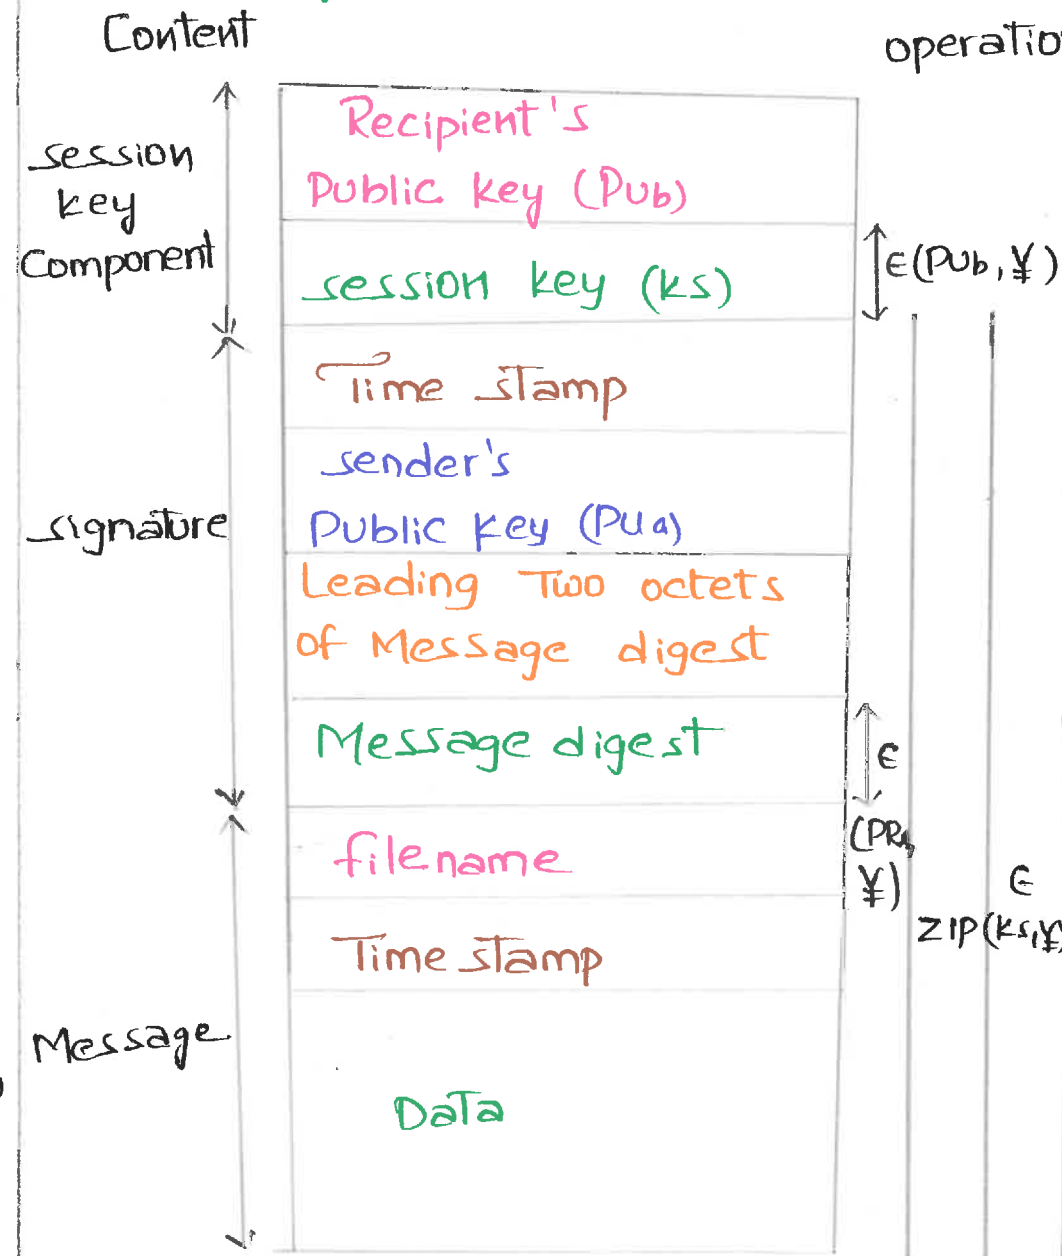 Content
operatio
session
key
Component
Recipient's
Public key (Pub)
session key (ks)
E(PUb, ¥)
Time stamp
sender's
Public key (PUa)
signature
Leading Two octets
of Message digest
Message digest
E
(PRa,
¥)
filename
E
ZIP (ks,¥)
Time stamp
Message
Data